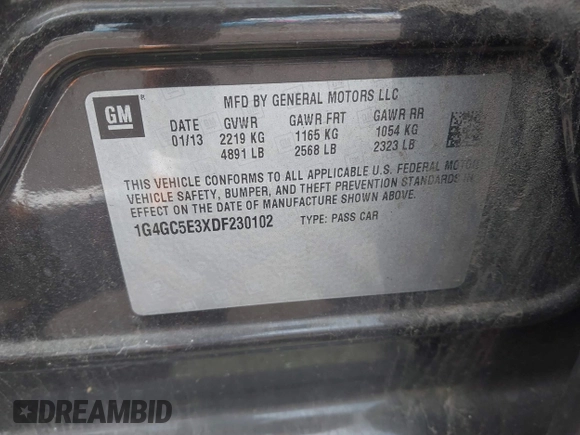 GM
MFD BY GENERAL MOTORS LLC
DATE GVWR GAWR FRT GAWR RR
01/13 2219 KG 1165 KG 1054 KG
4891 LB 2568 LB 2323 LB
THIS VEHICLE CONFORMS TO ALL APPLICABLE U.S. FEDERAL MOTOR
VEHICLE SAFETY, BUMPER, AND THEFT PREVENTION STANDARDS IN
EFFECT ON THE DATE OF MANUFACTURE SHOWN ABOVE.
1G4GC5E3XDF230102 TYPE: PASS CAR
DREAMBID